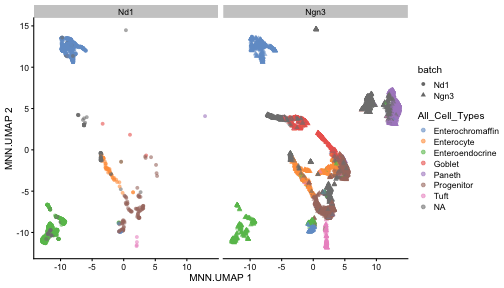 Nd1 Ngn3
15
10
5
0
-5
-10
MNN.UMAP 2
-10 -5 0 5 10 -10 -5 0 5 10
MNN.UMAP 1
batch
Nd1
Ngn3
All_Cell_Types
Enterochromaffin
Enterocyte
Enteroendocrine
Goblet
Paneth
Progenitor
Tuft
NA